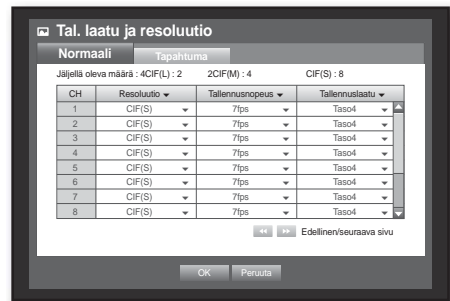 Tal. laatu ja resoluutio
Normaali Tapahtuma
Jäljellä oleva määrä : 4CIF(L) : 2 2CIF(M) : 4 CIF(S) : 8
CH Resoluutio Tallennusnopeus Tallennuslaatu
1 CIF(S) 7fps Taso4
2 CIF(S) 7fps Taso4
3 CIF(S) 7fps Taso4
4 CIF(S) 7fps Taso4
5 CIF(S) 7fps Taso4
6 CIF(S) 7fps Taso4
7 CIF(S) 7fps Taso4
8 CIF(S) 7fps Taso4
Edellinen/seuraava sivu
OK Peruuta